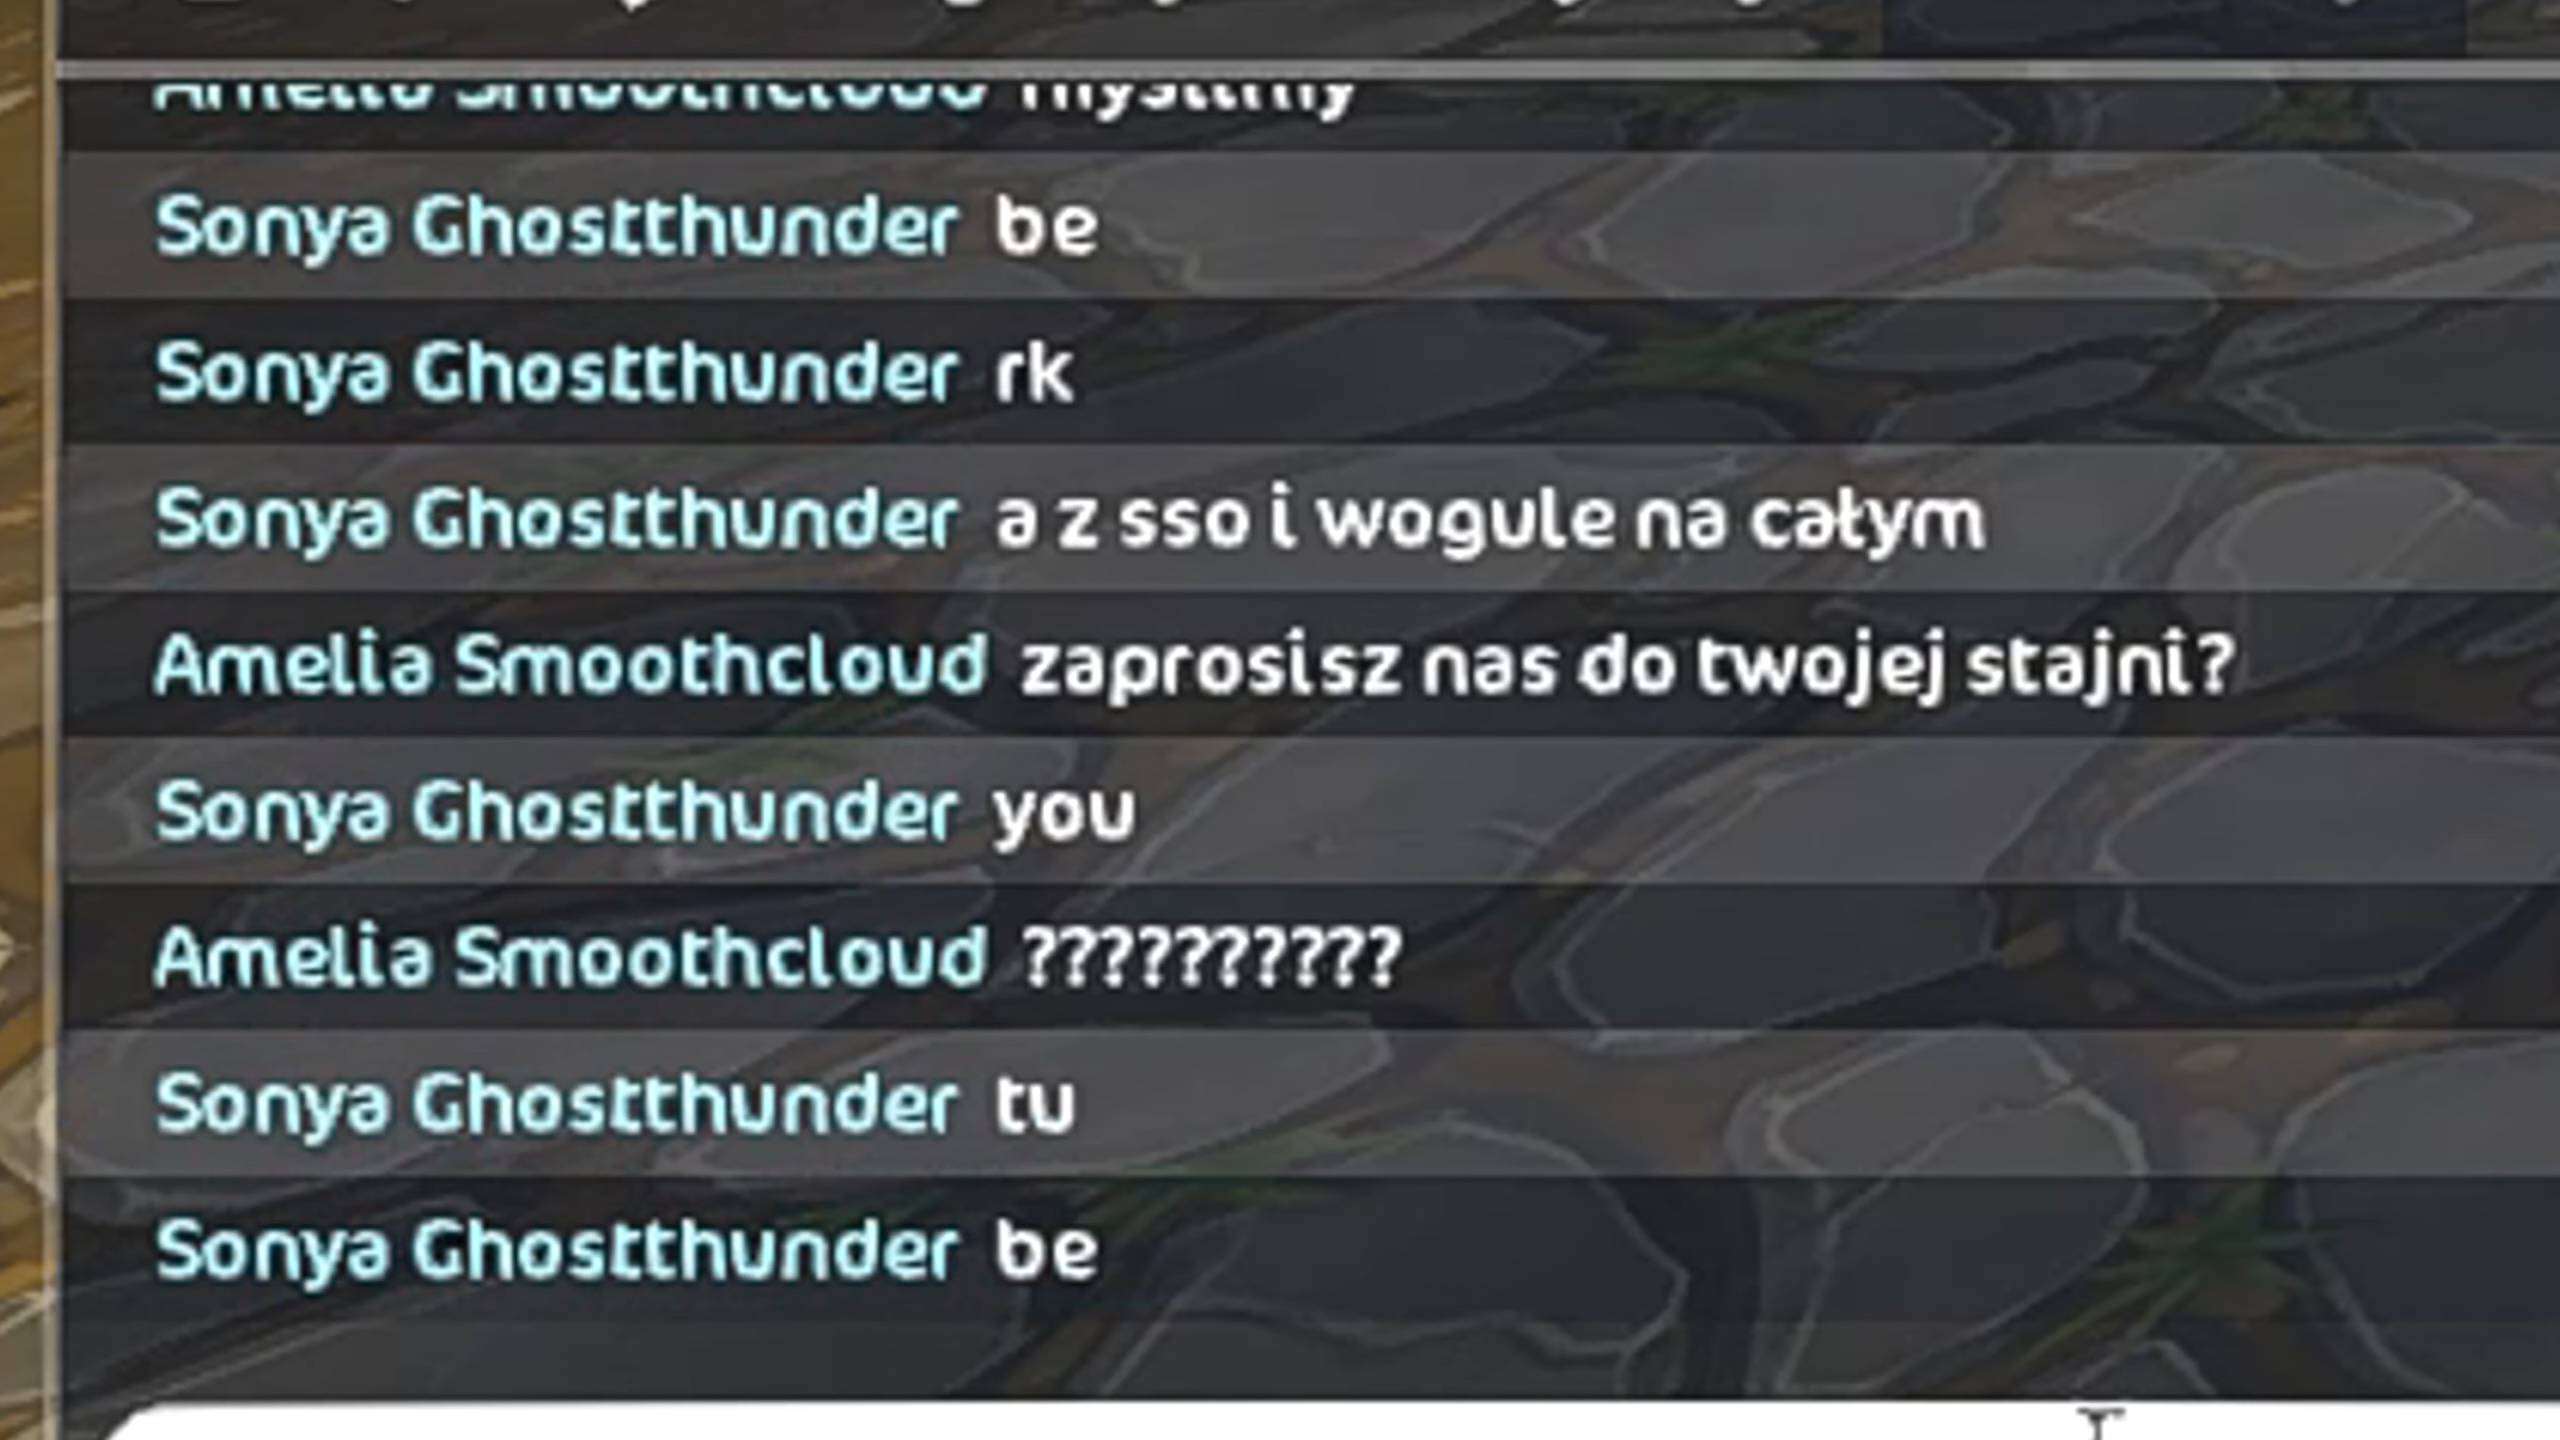 Sonya Ghostthunder be
Sonya Ghostthunder rk
Sonya Ghostthunder a z sso i wogule na całym
Amelia Smoothcloud zaprosisz nas do twojej stajni?
Sonya Ghostthunder you
Amelia Smoothcloud ??????????
Sonya Ghostthunder tu
Sonya Ghostthunder be